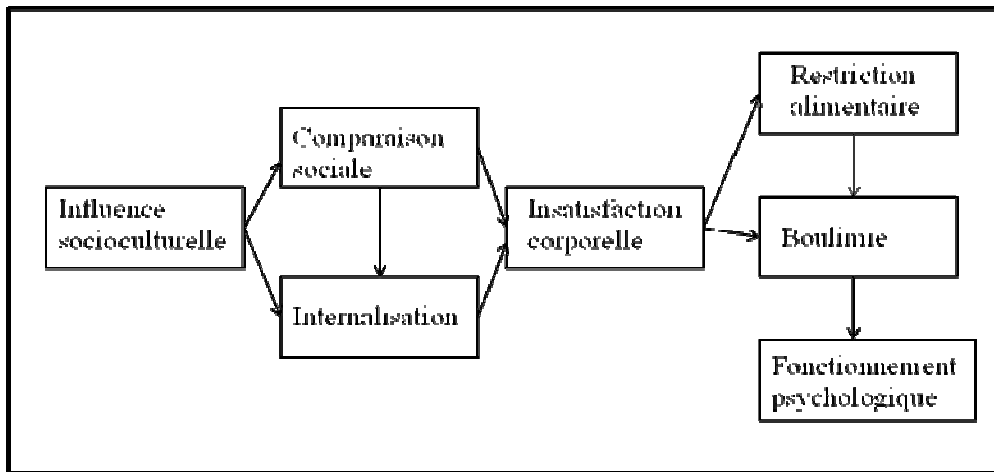 Influence
socioculturelle
Comparaison
sociale
Internalisation
Insatisfaction
corporelle
Restriction
alimentaire
Boulimie
Fonctionnement
psychologique